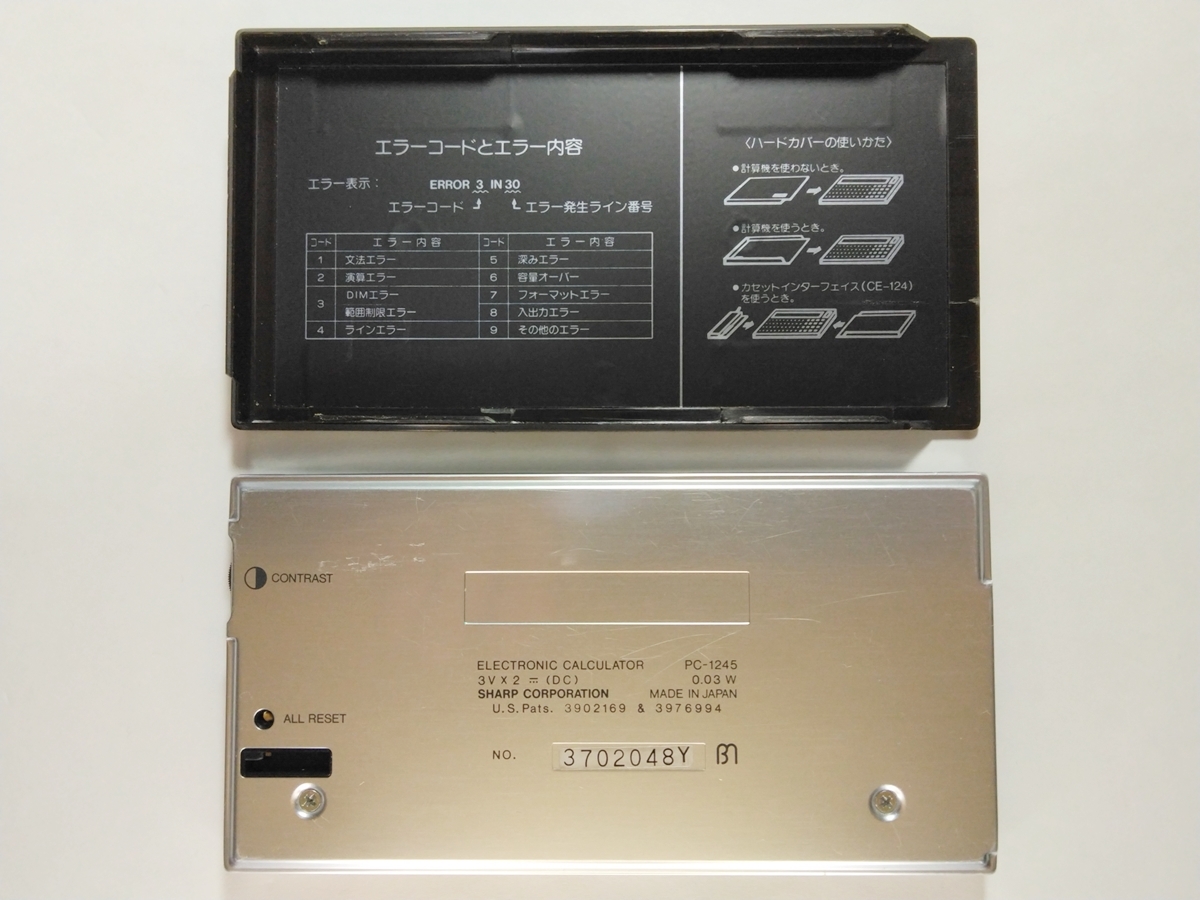 エラーコードとエラー内容
エラー表示： ERROR 3 IN 30
エラーコード エラー発生ライン番号
コード エラー内容 コード エラー内容
1 文法エラー 5 深みエラー
2 演算エラー 6 容量オーバー
3 DIMエラー 7 フォーマットエラー
範囲制限エラー 8 入出力エラー
4 ラインエラー 9 その他のエラー
〈ハードカバーの使いかた〉
●計算機を使わないとき。
●計算機を使うとき。
●カセットインターフェイス(CE-124)
を使うとき。
CONTRAST
ELECTRONIC CALCULATOR PC-1245
3V X 2 ⎓ (DC) 0.03 W
SHARP CORPORATION MADE IN JAPAN
U.S. Pats. 3902169 & 3976994
ALL RESET
NO. 3702048Y